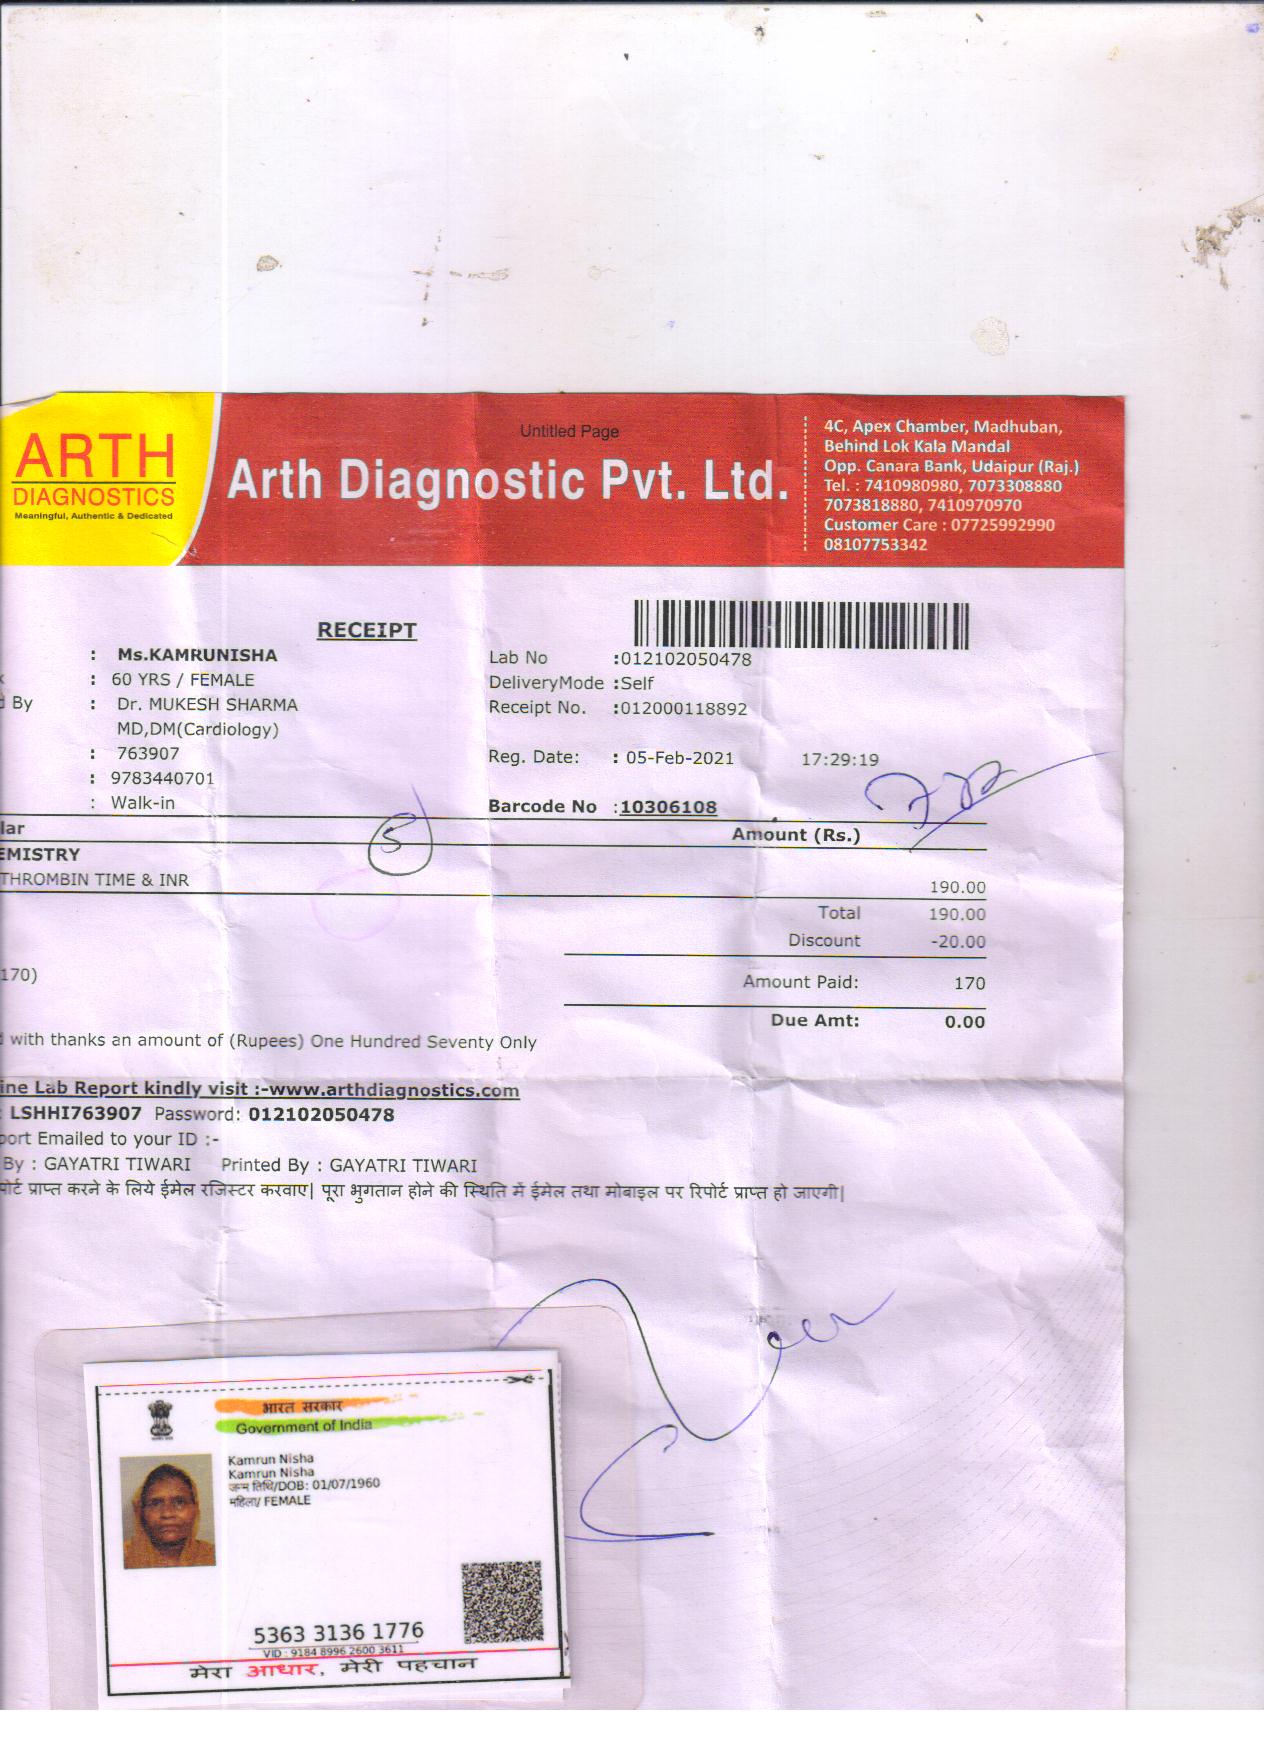 ARTH
DIAGNOSTICS
Meaningful, Authentic & Dedicated
Untitled Page
Arth Diagnostic Pvt. Ltd.
4C, Apex Chamber, Madhuban,
Behind Lok Kala Mandal
Opp. Canara Bank, Udaipur (Raj.)
Tel. : 7410980980, 7073308880
7073818880, 7410970970
Customer Care : 07725992990
08107753342
RECEIPT
: Ms.KAMRUNISHA
Lab No :012102050478
: 60 YRS / FEMALE
DeliveryMode :Self
By : Dr. MUKESH SHARMA
Receipt No. :012000118892
MD,DM(Cardiology)
: 763907
Reg. Date: : 05-Feb-2021 17:29:19
: 9783440701
: Walk-in
Barcode No :10306108
lar Amount (Rs.)
EMISTRY
5
THROMBIN TIME & INR 190.00
Total 190.00
Discount -20.00
170)
Amount Paid: 170
Due Amt: 0.00
with thanks an amount of (Rupees) One Hundred Seventy Only
ine Lab Report kindly visit :-www.arthdiagnostics.com
: LSHHI763907 Password: 012102050478
port Emailed to your ID :-
By : GAYATRI TIWARI Printed By : GAYATRI TIWARI
पोर्ट प्राप्त करने के लिये ईमेल रजिस्टर करवाए| पूरा भुगतान होने की स्थिति में ईमेल तथा मोबाइल पर रिपोर्ट प्राप्त हो जाएगी|
भारत सरकार
Government of India
Kamrun Nisha
Kamrun Nisha
जन्म तिथि/DOB: 01/07/1960
महिला/ FEMALE
5363 3136 1776
VID : 9184 8996 2600 3611
मेरा आधार, मेरी पहचान